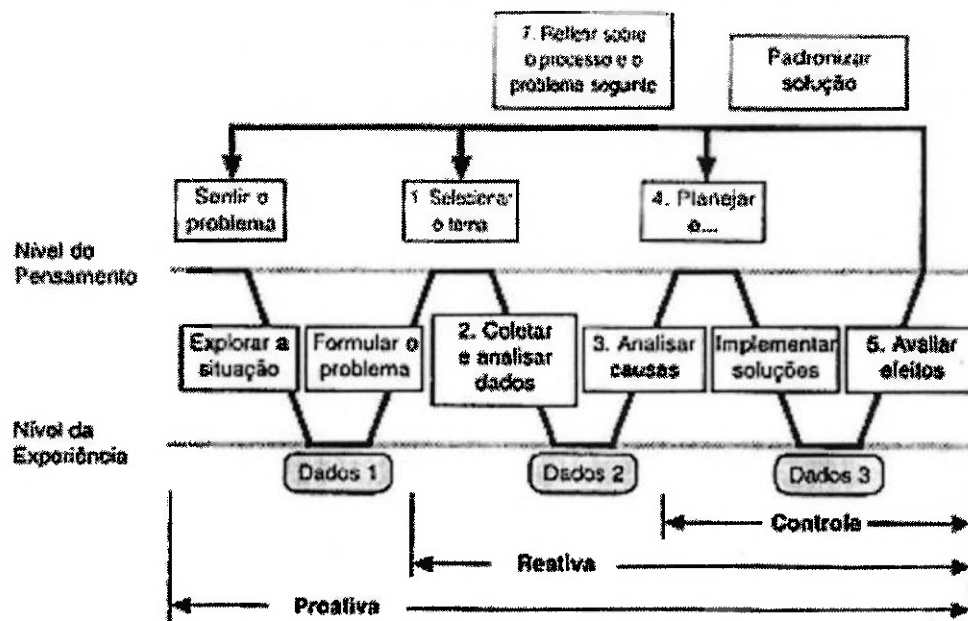 7. Refletir sobre
o processo e o
problema seguinte
Padronizar
solução
Sentir o
problema
1. Selecionar
o tema
4. Planejar
e...
Nível do
Pensamento
Explorar a
situação
Formular o
problema
2. Coletar
e analisar
dados
3. Analisar
causas
Implementar
soluções
5. Avaliar
efeitos
Nível da
Experiência
Dados 1
Dados 2
Dados 3
Controle
Reativa
Proativa